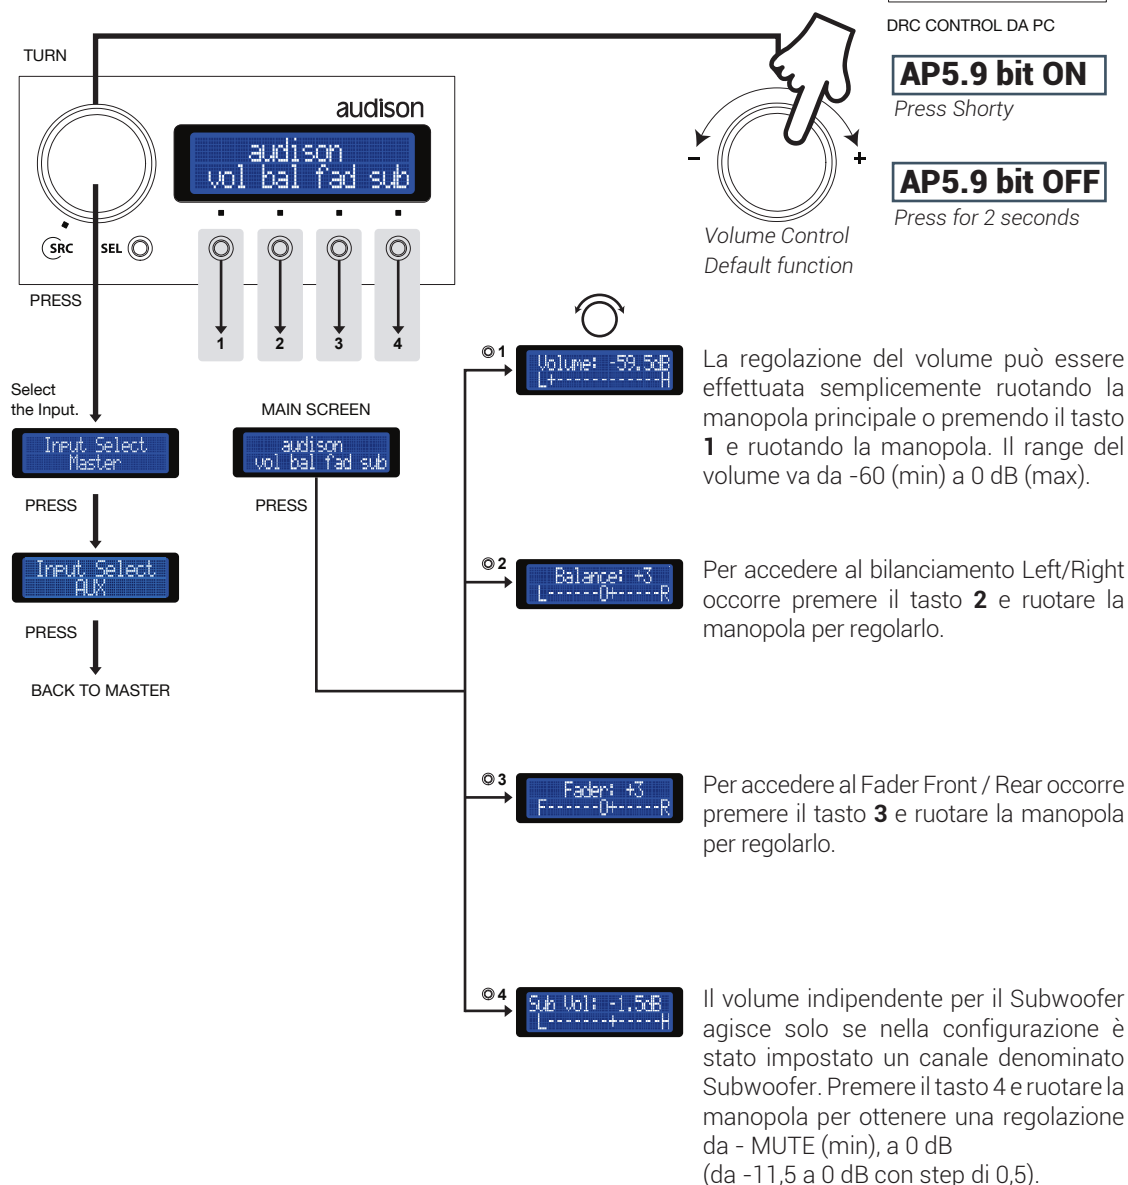 DRC CONTROL DA PC
TURN
AP5.9 bit ON
Press Shorty
audison
audison
vol bal fad sub
AP5.9 bit OFF
Press for 2 seconds
- +
Volume Control
Default function
SRC SEL
PRESS
1 2 3 4
Select
the Input.
MAIN SCREEN
Input Select
Master
audison
vol bal fad sub
PRESS
PRESS
Input Select
AUX
PRESS
BACK TO MASTER
1
Volume: -59.5dB
L+------------H
La regolazione del volume può essere
effettuata semplicemente ruotando la
manopola principale o premendo il tasto
1 e ruotando la manopola. Il range del
volume va da -60 (min) a 0 dB (max).
2
Balance: +3
L------0+-----R
Per accedere al bilanciamento Left/Right
occorre premere il tasto 2 e ruotare la
manopola per regolarlo.
3
Fader: +3
F------0+-----R
Per accedere al Fader Front / Rear occorre
premere il tasto 3 e ruotare la manopola
per regolarlo.
4
Sub Vol: -1.5dB
L-------+-----H
Il volume indipendente per il Subwoofer
agisce solo se nella configurazione è
stato impostato un canale denominato
Subwoofer. Premere il tasto 4 e ruotare la
manopola per ottenere una regolazione
da - MUTE (min), a 0 dB
(da -11,5 a 0 dB con step di 0,5).